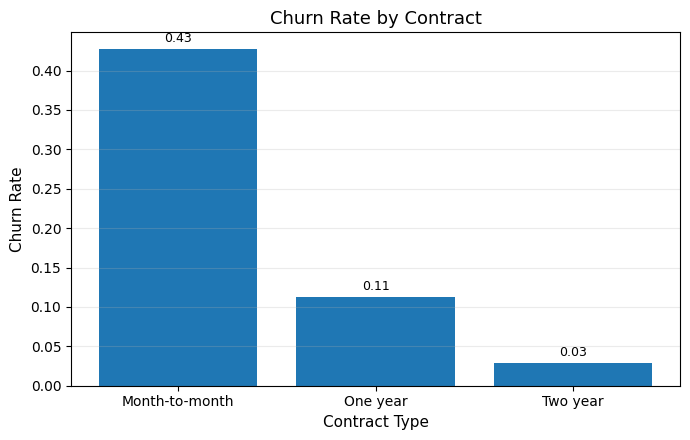 Churn Rate by Contract
0.43
0.11
0.03
0.40
0.35
0.30
0.25
0.20
0.15
0.10
0.05
0.00
Churn Rate
Month-to-month
One year
Two year
Contract Type